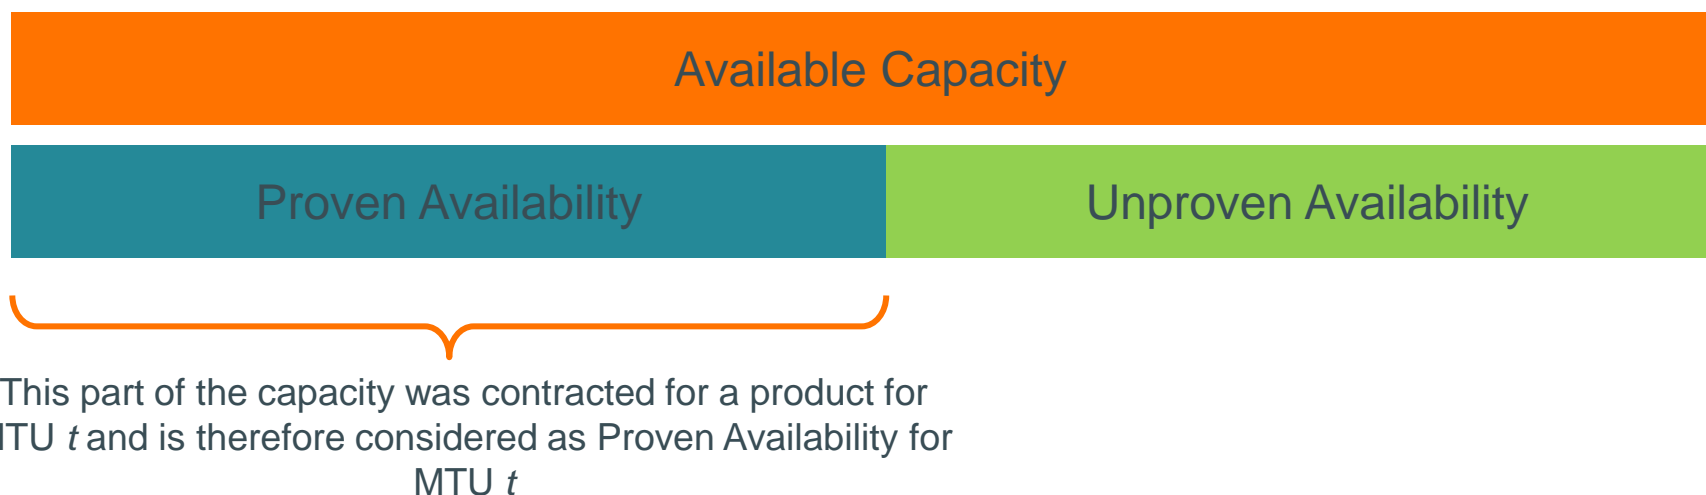 Available Capacity
Proven Availability
Unproven Availability
This part of the capacity was contracted for a product for
t and is therefore considered as Proven Availability for
MTU t